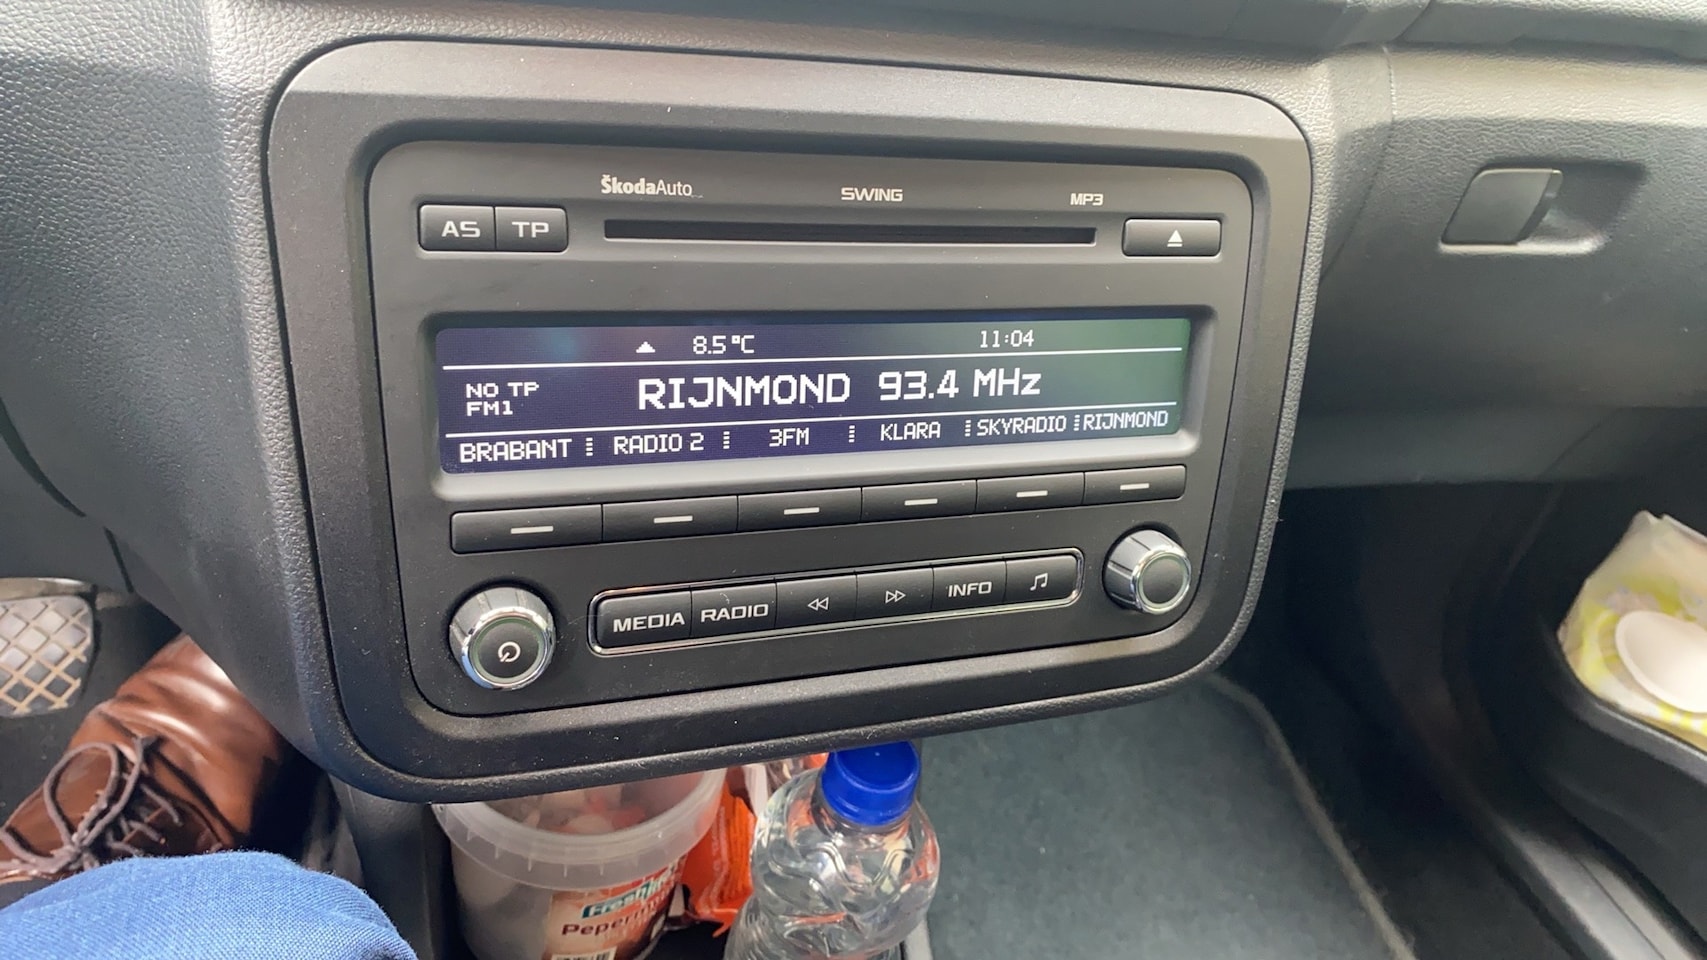 ŠkodaAuto SWING MP3
AS TP
8.5°C 11:04
NO TP
FM1
RIJNMOND 93.4 MHz
BRABANT RADIO 2 3FM KLARA SKYRADIO RIJNMOND
MEDIA RADIO INFO